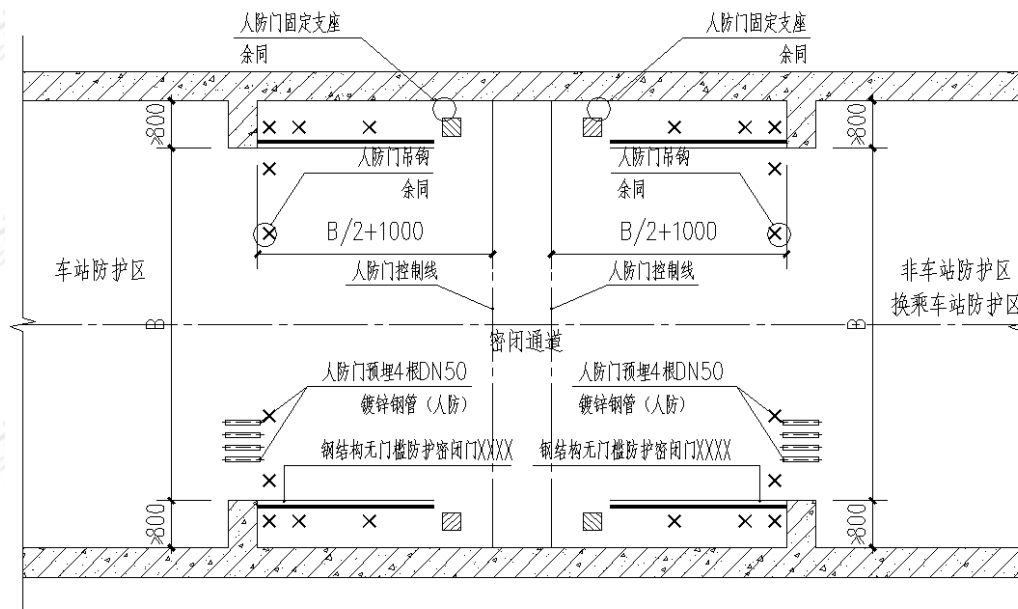 人防门固定支座
余同
人防门固定支座
余同
≥800
≥800
人防门吊钩
余同
人防门吊钩
余同
B/2+1000
B/2+1000
车站防护区
人防门控制线
人防门控制线
非车站防护区
换乘车站防护区
B
B
密闭通道
人防门预埋4根DN50
镀锌钢管（人防）
人防门预埋4根DN50
镀锌钢管（人防）
钢结构无门槛防护密闭门XXXX
钢结构无门槛防护密闭门XXXX
≥800
≥800